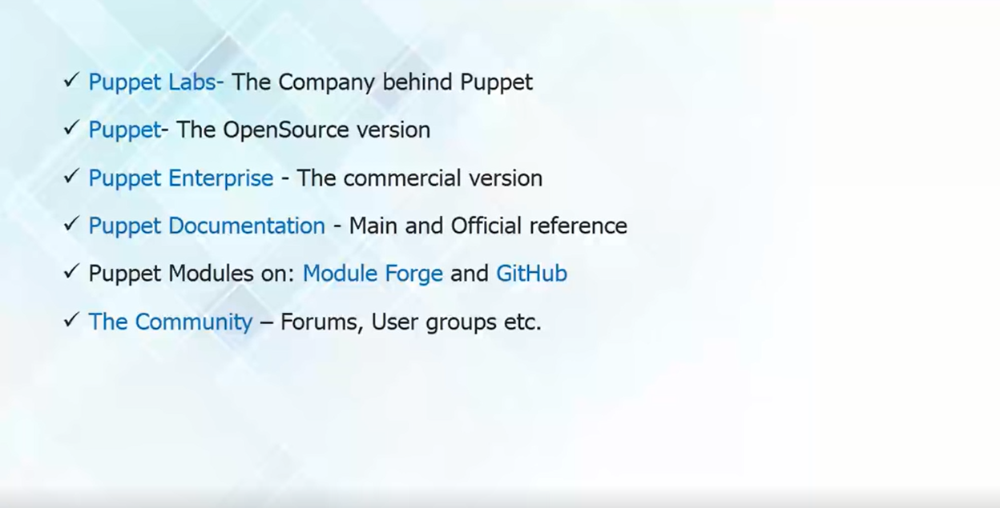 ✓ Puppet Labs- The Company behind Puppet
✓ Puppet- The OpenSource version
✓ Puppet Enterprise - The commercial version
✓ Puppet Documentation - Main and Official reference
✓ Puppet Modules on: Module Forge and GitHub
✓ The Community – Forums, User groups etc.